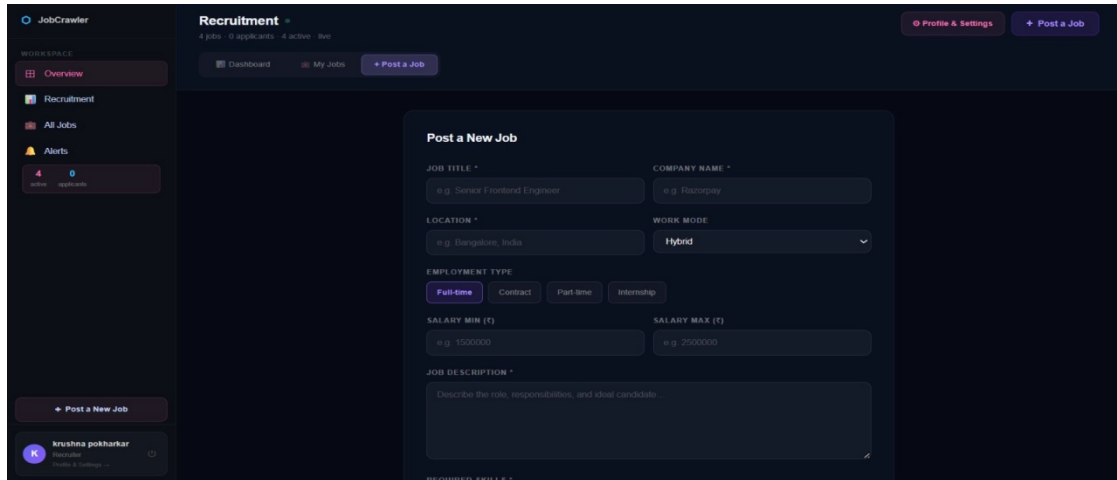 JobCrawler
WORKSPACE
Overview
Recruitment
All Jobs
Alerts
4 0
active applicants
+ Post a New Job
K
krushna pokharkar
Recruiter
Profile & Settings →
Recruitment
4 jobs · 0 applicants · 4 active · live
Profile & Settings
+ Post a Job
Dashboard My Jobs + Post a Job
Post a New Job
JOB TITLE * COMPANY NAME *
e.g. Senior Frontend Engineer e.g. Razorpay
LOCATION * WORK MODE
e.g. Bangalore, India Hybrid
EMPLOYMENT TYPE
Full-time Contract Part-time Internship
SALARY MIN (₹) SALARY MAX (₹)
e.g. 1500000 e.g. 2500000
JOB DESCRIPTION *
Describe the role, responsibilities, and ideal candidate...
REQUIRED SKILLS *